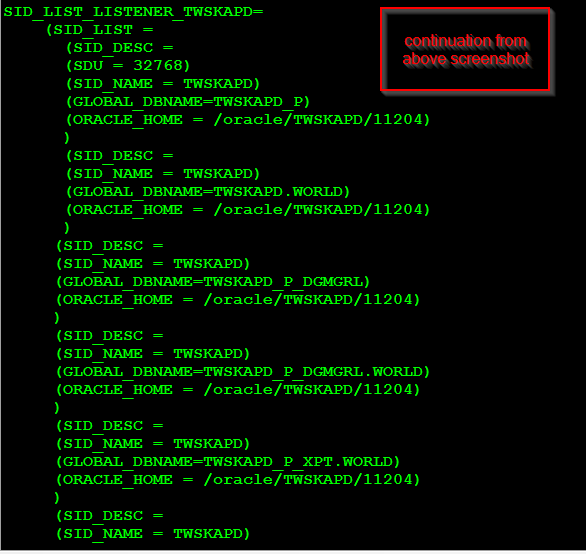 SID_LIST_LISTENER_TWSKAPD=
(SID_LIST =
(SID_DESC =
(SDU = 32768)
(SID_NAME = TWSKAPD)
(GLOBAL_DBNAME=TWSKAPD_P)
(ORACLE_HOME = /oracle/TWSKAPD/11204)
)
(SID_DESC =
(SID_NAME = TWSKAPD)
(GLOBAL_DBNAME=TWSKAPD.WORLD)
(ORACLE_HOME = /oracle/TWSKAPD/11204)
)
(SID_DESC =
(SID_NAME = TWSKAPD)
(GLOBAL_DBNAME=TWSKAPD_P_DGMGRL)
(ORACLE_HOME = /oracle/TWSKAPD/11204)
)
(SID_DESC =
(SID_NAME = TWSKAPD)
(GLOBAL_DBNAME=TWSKAPD_P_DGMGRL.WORLD)
(ORACLE_HOME = /oracle/TWSKAPD/11204)
)
(SID_DESC =
(SID_NAME = TWSKAPD)
(GLOBAL_DBNAME=TWSKAPD_P_XPT.WORLD)
(ORACLE_HOME = /oracle/TWSKAPD/11204)
)
(SID_DESC =
(SID_NAME = TWSKAPD)
continuation from
above screenshot